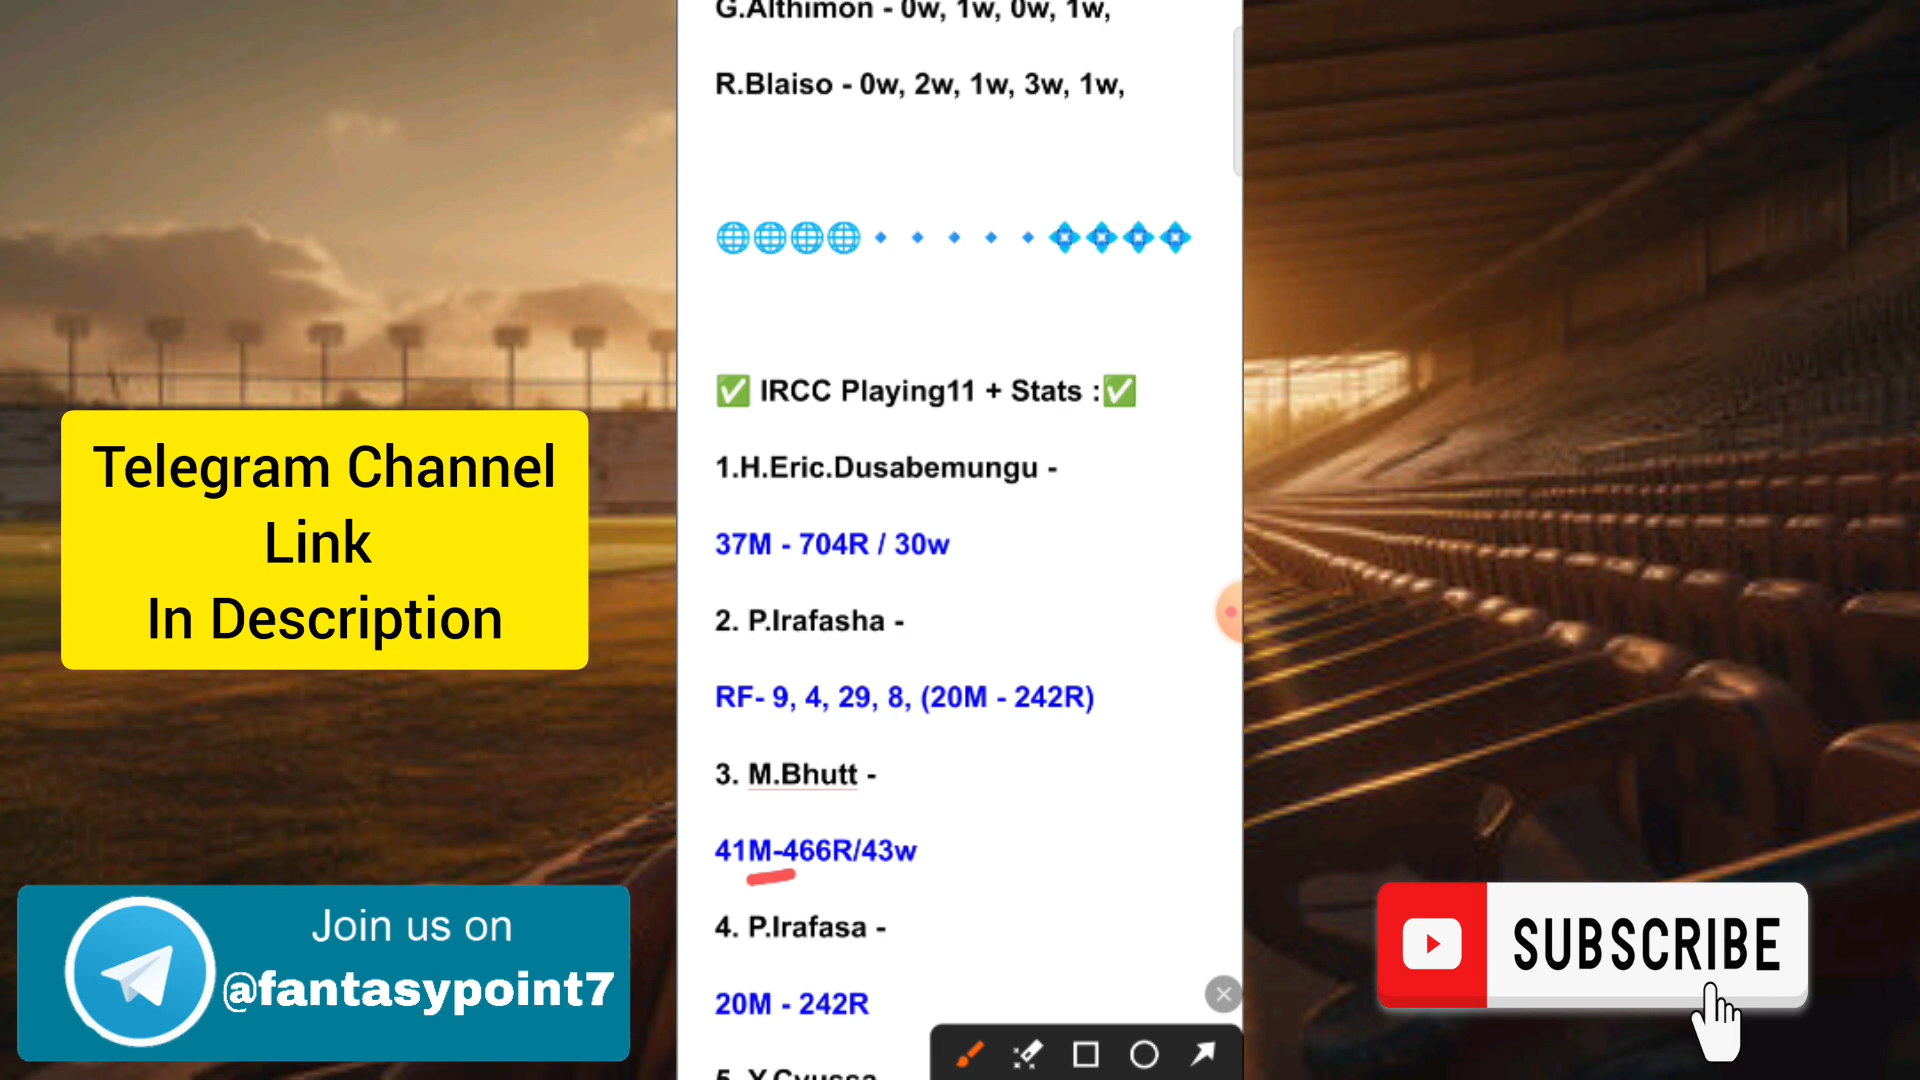 G.Althimon - 0w, 1w, 0w, 1w,
R.Blaiso - 0w, 2w, 1w, 3w, 1w,
✅ IRCC Playing11 + Stats :✅
1.H.Eric.Dusabemungu -
37M - 704R / 30w
2. P.Irafasha -
RF- 9, 4, 29, 8, (20M - 242R)
3. M.Bhutt -
41M-466R/43w
4. P.Irafasa -
20M - 242R
5. Y.Cyussa
Telegram Channel
Link
In Description
Join us on
@fantasypoint7
SUBSCRIBE